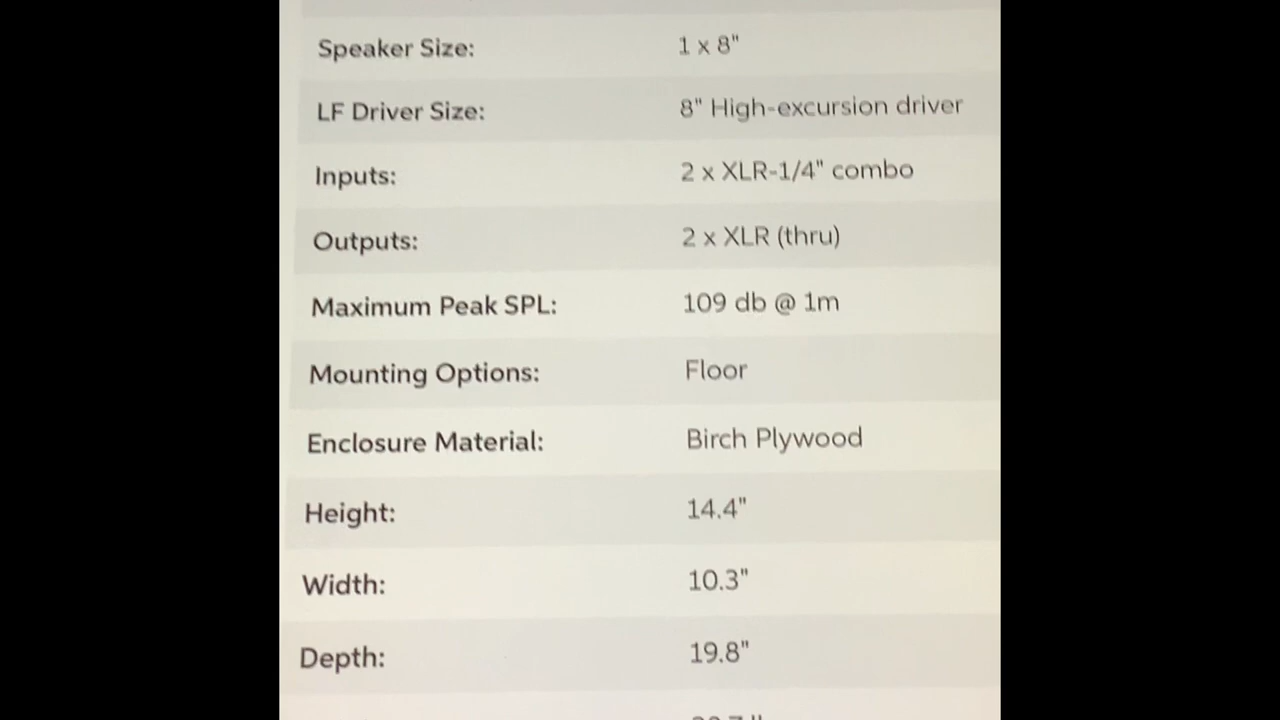 Speaker Size: 1 x 8"
LF Driver Size: 8" High-excursion driver
Inputs: 2 x XLR-1/4" combo
Outputs: 2 x XLR (thru)
Maximum Peak SPL: 109 db @ 1m
Mounting Options: Floor
Enclosure Material: Birch Plywood
Height: 14.4"
Width: 10.3"
Depth: 19.8"